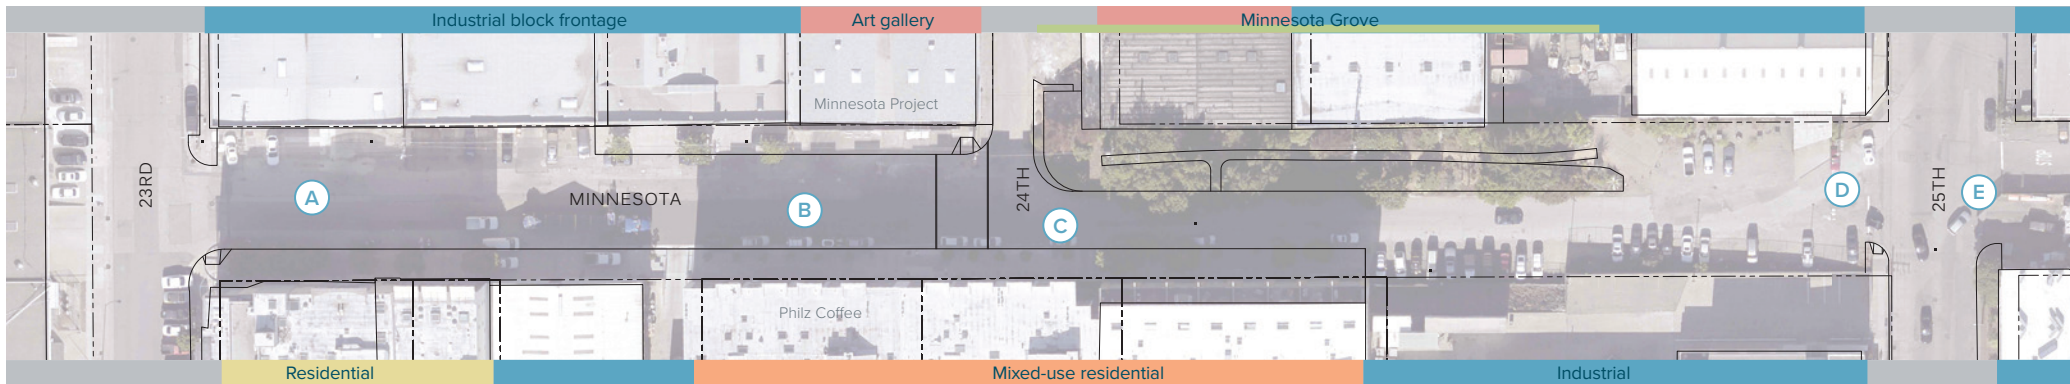 Industrial block frontage
Art gallery
Minnesota Grove
Minnesota Project
23RD
A
MINNESOTA
B
24TH
C
D
25TH
E
Philz Coffee
Residential
Mixed-use residential
Industrial